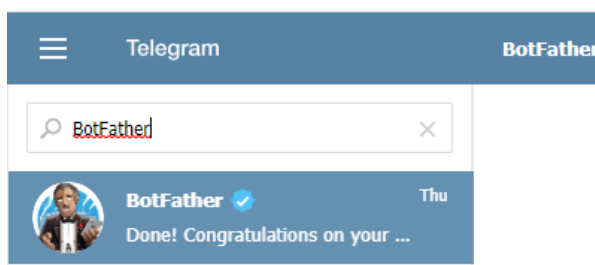 Telegram
BotFather
BotFather
BotFather
Thu
Done! Congratulations on your ...